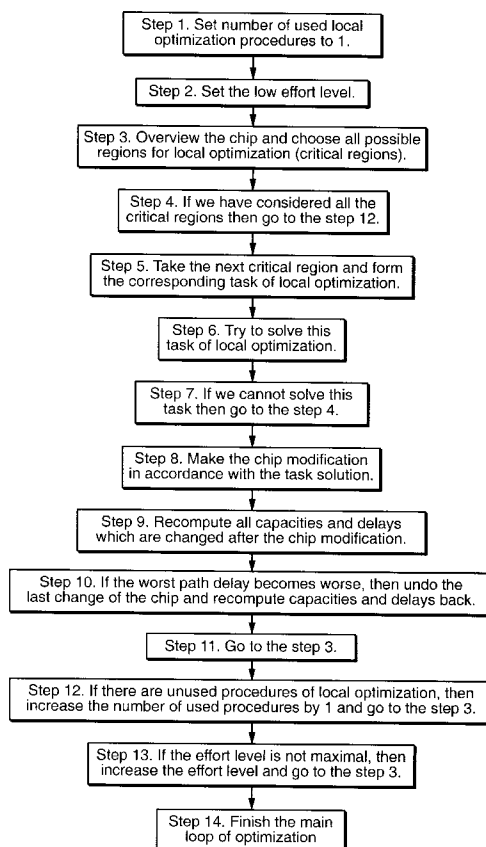 Step 1. Set number of used local
optimization procedures to 1.
Step 2. Set the low effort level.
Step 3. Overview the chip and choose all possible
regions for local optimization (critical regions).
Step 4. If we have considered all the
critical regions then go to the step 12.
Step 5. Take the next critical region and form
the corresponding task of local optimization.
Step 6. Try to solve this
task of local optimization.
Step 7. If we cannot solve this
task then go to the step 4.
Step 8. Make the chip modification
in accordance with the task solution.
Step 9. Recompute all capacities and delays
which are changed after the chip modification.
Step 10. If the worst path delay becomes worse, then undo the
last change of the chip and recompute capacities and delays back.
Step 11. Go to the step 3.
Step 12. If there are unused procedures of local optimization, then
increase the number of used procedures by 1 and go to the step 3.
Step 13. If the effort level is not maximal, then
increase the effort level and go to the step 3.
Step 14. Finish the main
loop of optimization